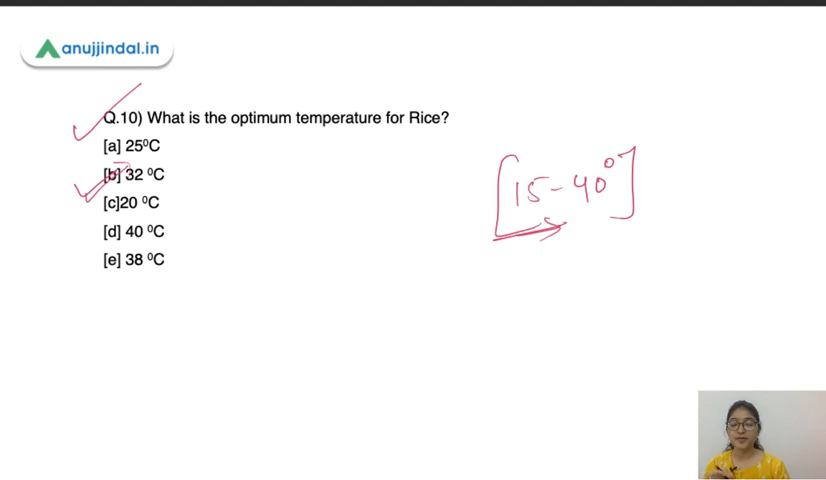 anujjindal.in
Q.10) What is the optimum temperature for Rice?
[a] 25⁰C
[b] 32 ⁰C
[c]20 ⁰C
[d] 40 ⁰C
[e] 38 ⁰C
[15-40⁰]